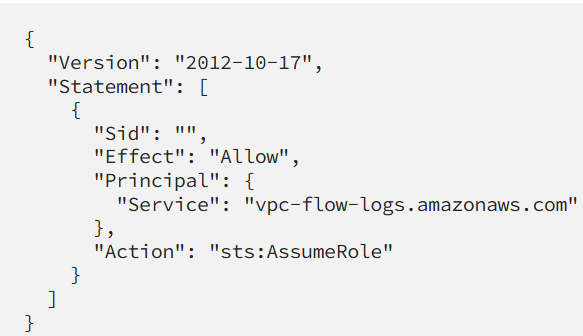 {
  "Version": "2012-10-17",
  "Statement": [
    {
      "Sid": "",
      "Effect": "Allow",
      "Principal": {
        "Service": "vpc-flow-logs.amazonaws.com"
      },
      "Action": "sts:AssumeRole"
    }
  ]
}